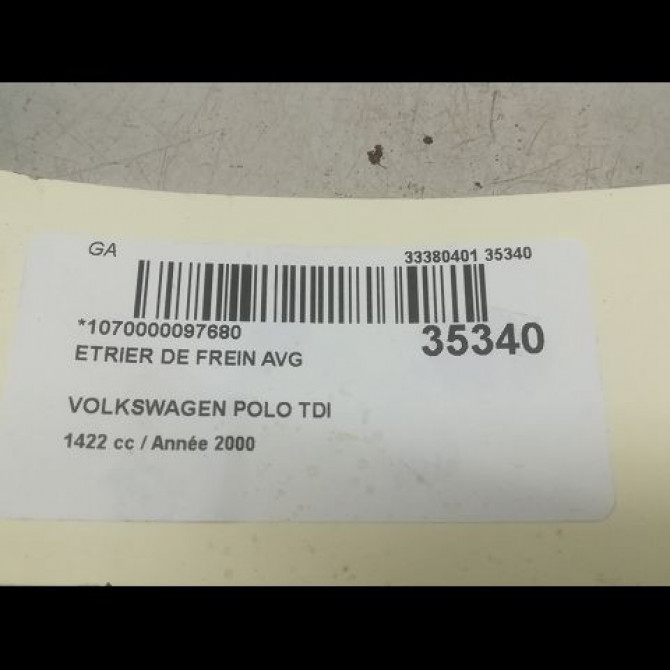 GA
33380401 35340
*1070000097680
35340
ETRIER DE FREIN AVG
VOLKSWAGEN POLO TDI
1422 cc / Année 2000